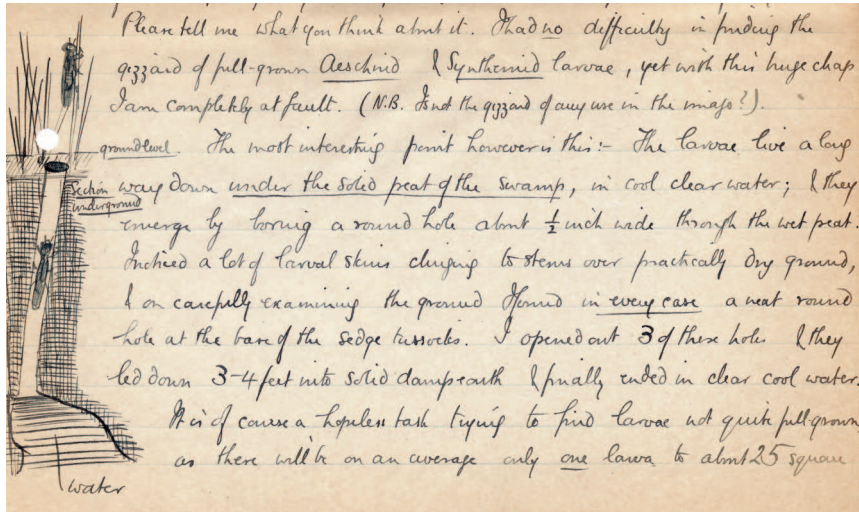 Please tell me what you think about it. I had no difficulty in finding the
gizzard of full-grown Aeschnid & Synthemid larvae, yet with this huge chap
I am completely at fault. (N.B. Is not the gizzard of any use in the imago?).
ground level. The most interesting point however is this:- The larvae live a long
Section underground
way down under the solid peat of the swamp, in cool clear water; & they
emerge by boring a round hole about 1/2 inch wide through the wet peat.
I noticed a lot of larval skins clinging to stems over practically dry ground,
& on carefully examining the ground I found in every case a neat round
hole at the base of the sedge tussocks. I opened out 3 of these holes & they
led down 3-4 feet into solid damp earth & finally ended in clear cool water.
It is of course a hopeless task trying to find larvae not quite full-grown
as there will be on an average only one larva to about 25 square
water